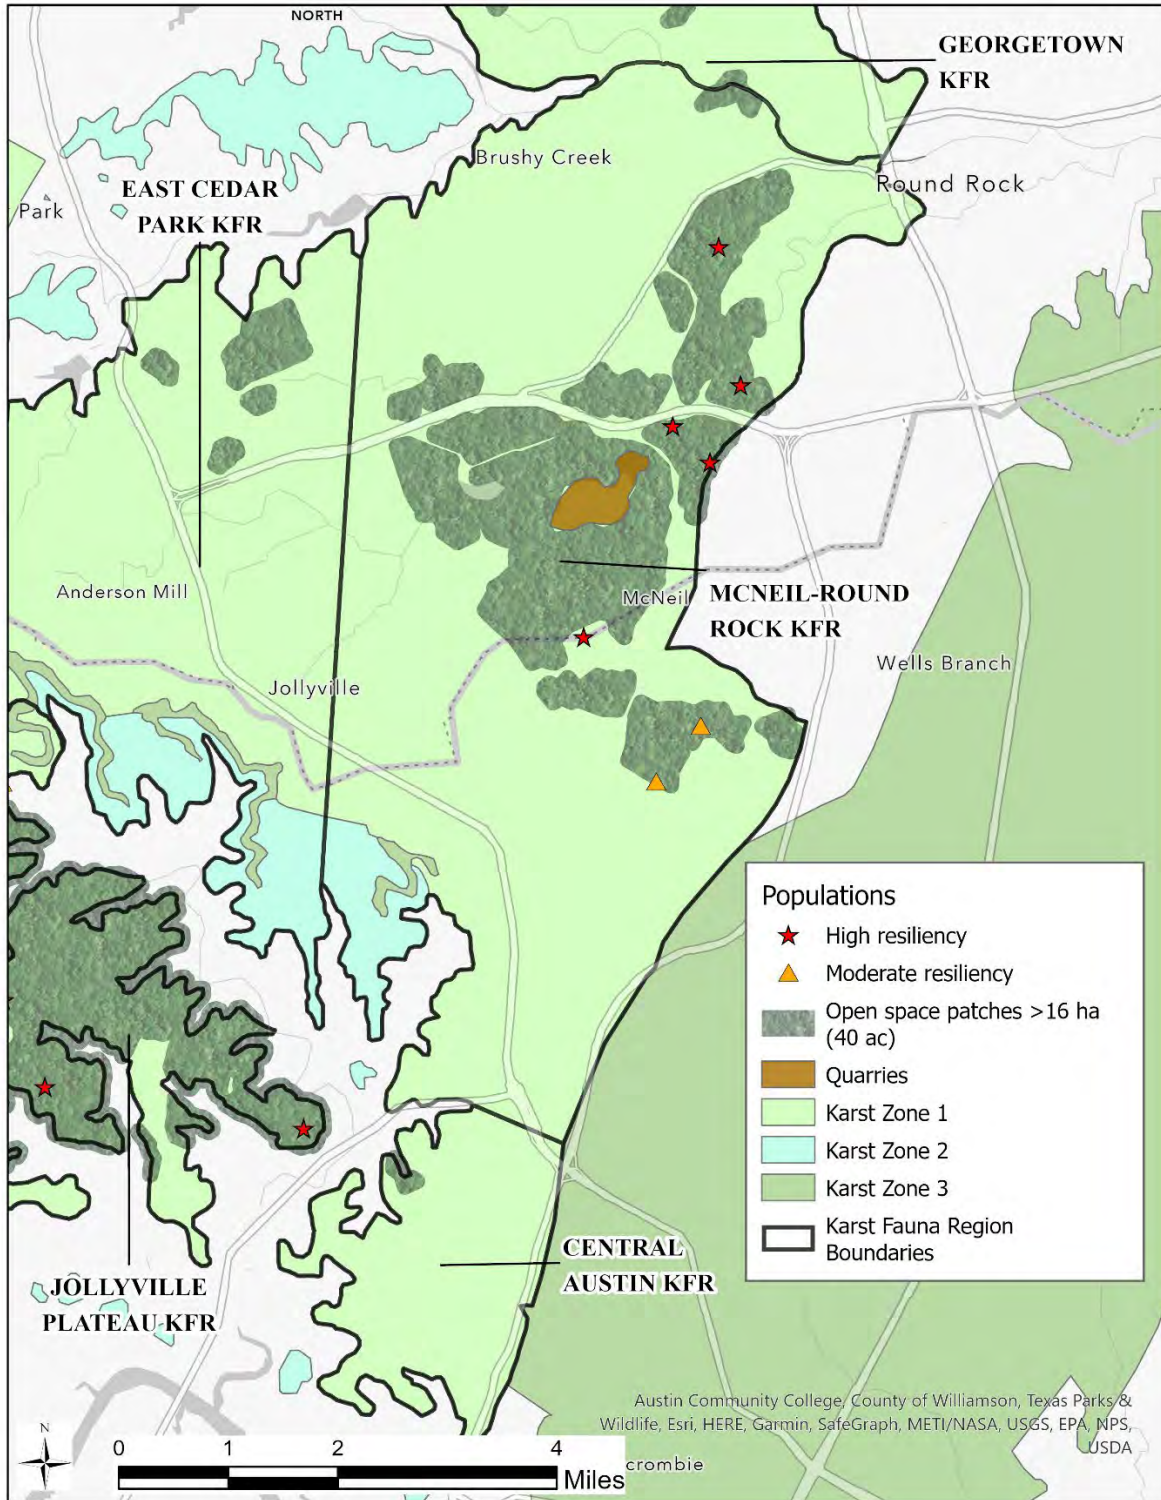 NORTH
GEORGETOWN
KFR
Brushy Creek
EAST CEDAR
PARK KFR
Park
Round Rock
Anderson Mill
McNeil
MCNEIL-ROUND
ROCK KFR
Wells Branch
Jollyville
Populations
High resiliency
Moderate resiliency
Open space patches >16 ha
(40 ac)
Quarries
Karst Zone 1
Karst Zone 2
Karst Zone 3
Karst Fauna Region
Boundaries
CENTRAL
AUSTIN KFR
JOLLYVILLE
PLATEAU KFR
Austin Community College, County of Williamson, Texas Parks &
Wildlife, Esri, HERE, Garmin, SafeGraph, METI/NASA, USGS, EPA, NPS,
USDA
N
0 1 2 4
Miles
crombie